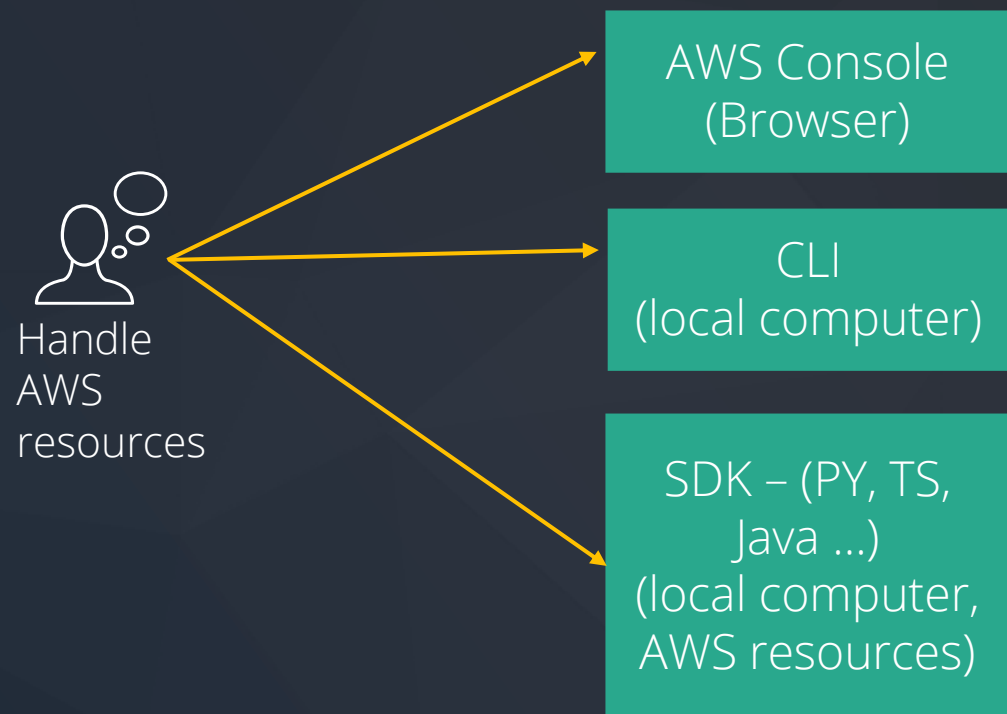 AWS Console
(Browser)
CLI
(local computer)
Handle
AWS
resources
SDK – (PY, TS,
Java ...)
(local computer,
AWS resources)